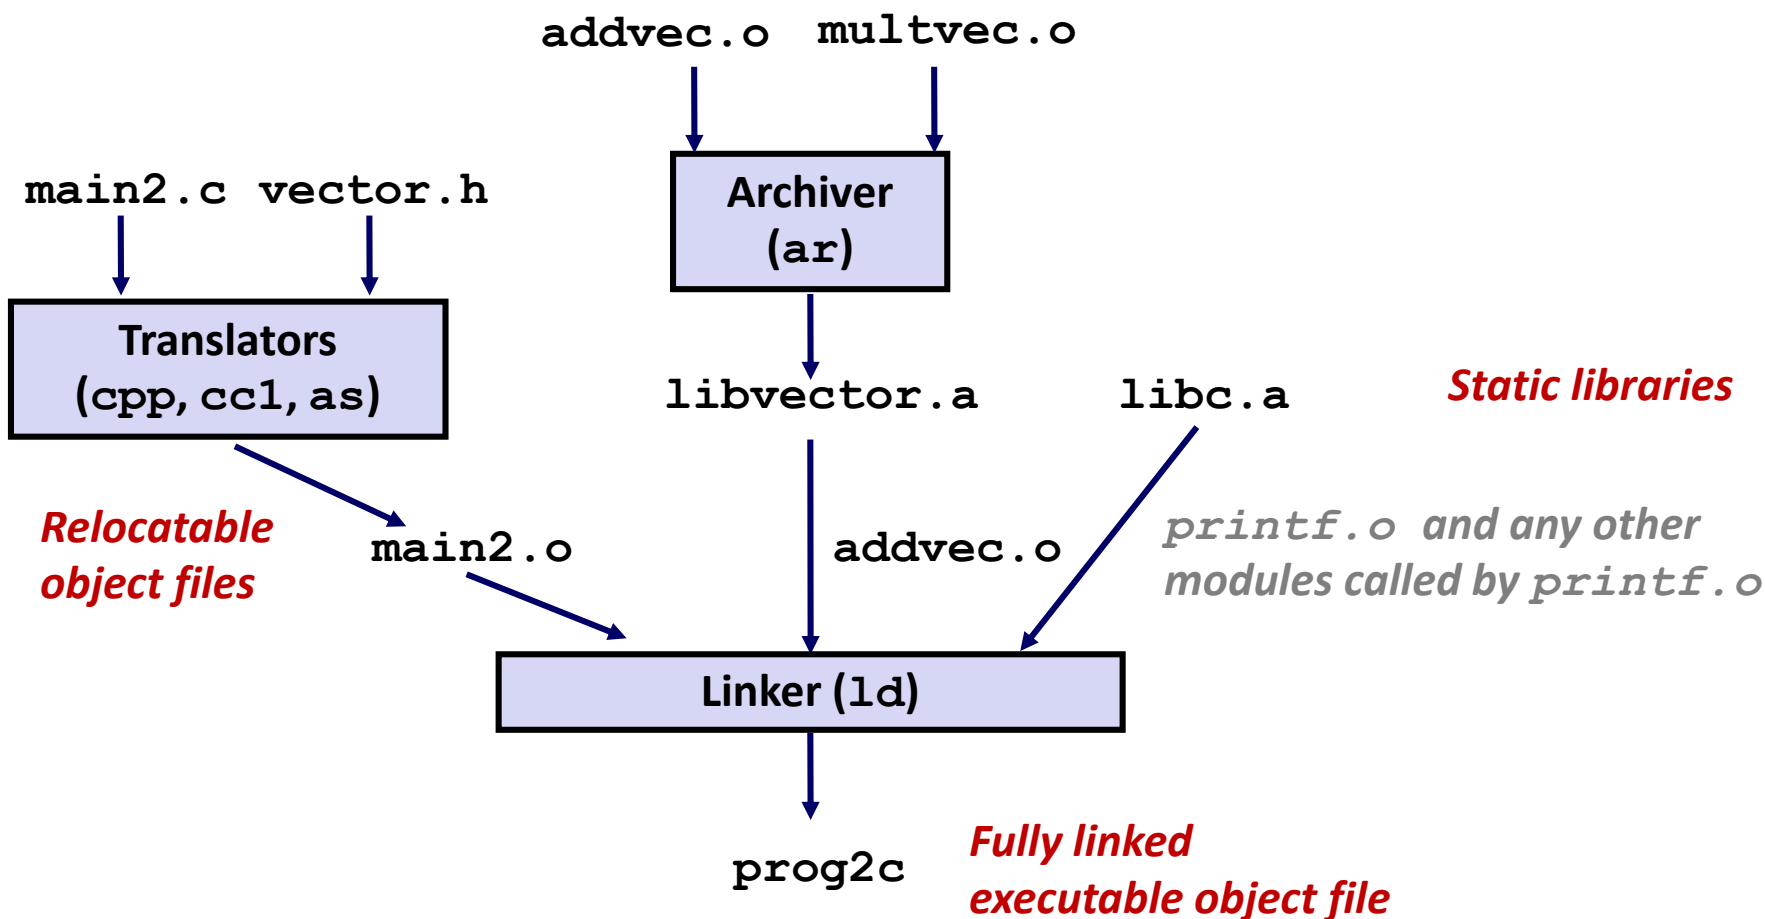 addvec.o multvec.o
main2.c vector.h
Archiver
(ar)
Translators
(cpp, cc1, as)
libvector.a libc.a Static libraries
Relocatable
object files
main2.o addvec.o
printf.o and any other
modules called by printf.o
Linker (ld)
prog2c
Fully linked
executable object file